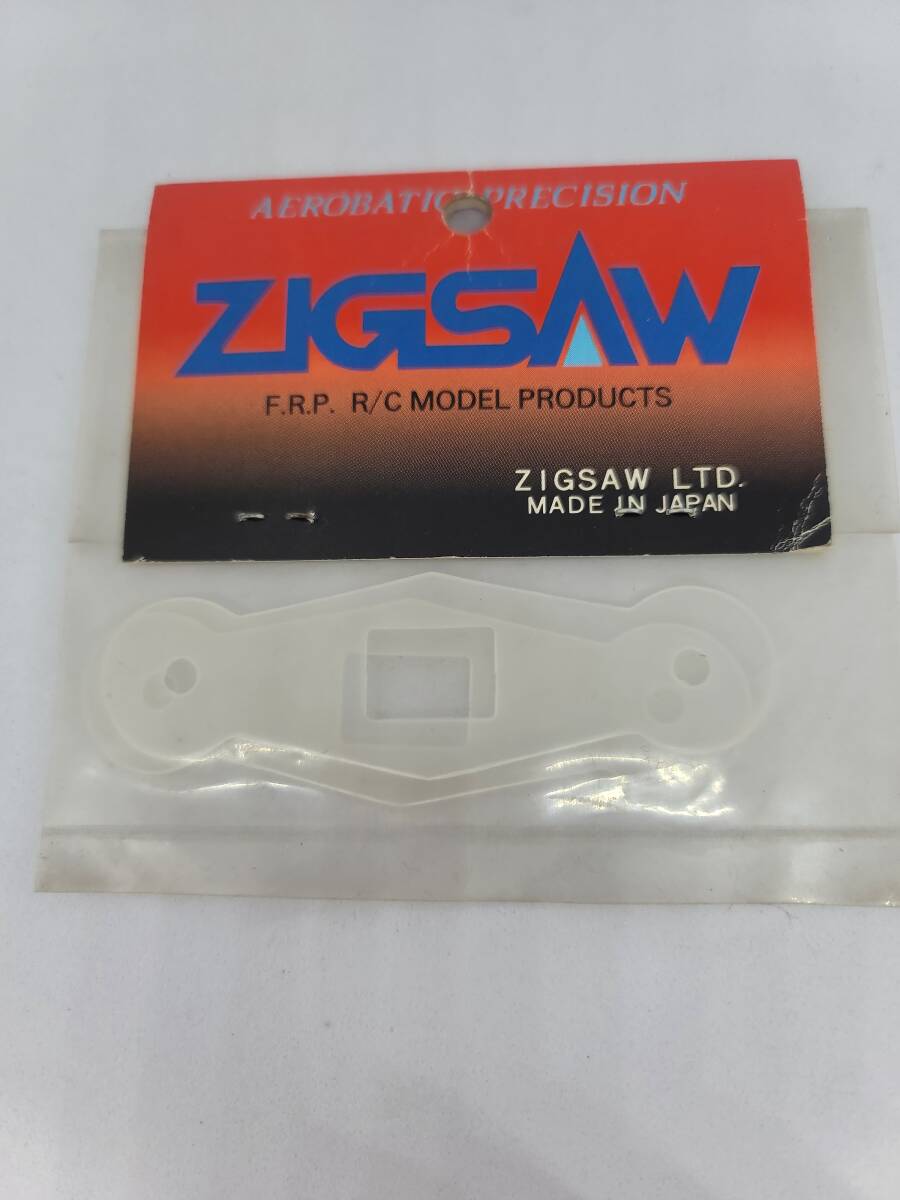 AEROBATIC PRECISION
ZIGSAW
F.R.P. R/C MODEL PRODUCTS
ZIGSAW LTD.
MADE IN JAPAN